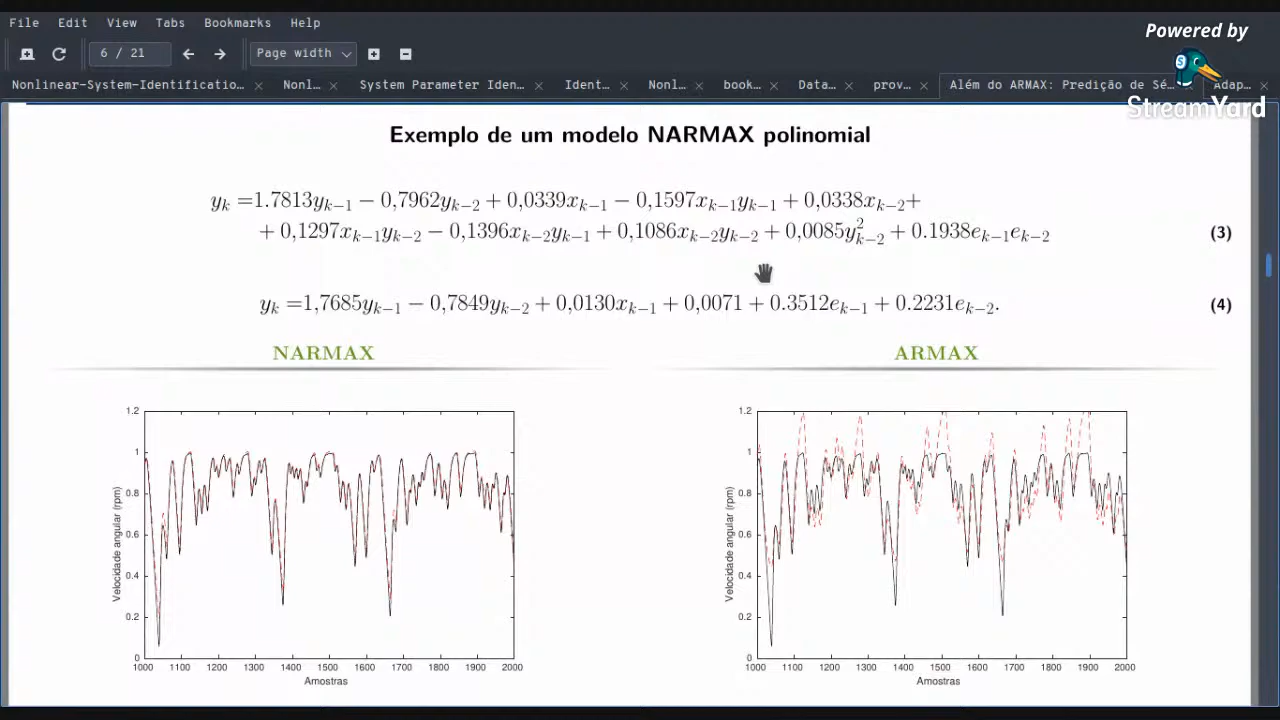 File Edit View Tabs Bookmarks Help
Powered by
6 / 21 Page width
Nonlinear-System-Identificatio… Nonl… System Parameter Iden… Ident… Nonl… book… Data… prov… Além do ARMAX: Predição de Sé… Adap…
StreamYard
Exemplo de um modelo NARMAX polinomial
y_k =1.7813y_{k−1} − 0,7962y_{k−2} + 0,0339x_{k−1} − 0,1597x_{k−1}y_{k−1} + 0,0338x_{k−2}+
+ 0,1297x_{k−1}y_{k−2} − 0,1396x_{k−2}y_{k−1} + 0,1086x_{k−2}y_{k−2} + 0,0085y_{k−2}^2 + 0.1938e_{k−1}e_{k−2} (3)
y_k =1,7685y_{k−1} − 0,7849y_{k−2} + 0,0130x_{k−1} + 0,0071 + 0.3512e_{k−1} + 0.2231e_{k−2}. (4)
NARMAX
1.2
1
0.8
0.6
0.4
0.2
0
Velocidade angular (rpm)
1000 1100 1200 1300 1400 1500 1600 1700 1800 1900 2000
Amostras
ARMAX
1.2
1
0.8
0.6
0.4
0.2
0
Velocidade angular (rpm)
1000 1100 1200 1300 1400 1500 1600 1700 1800 1900 2000
Amostras